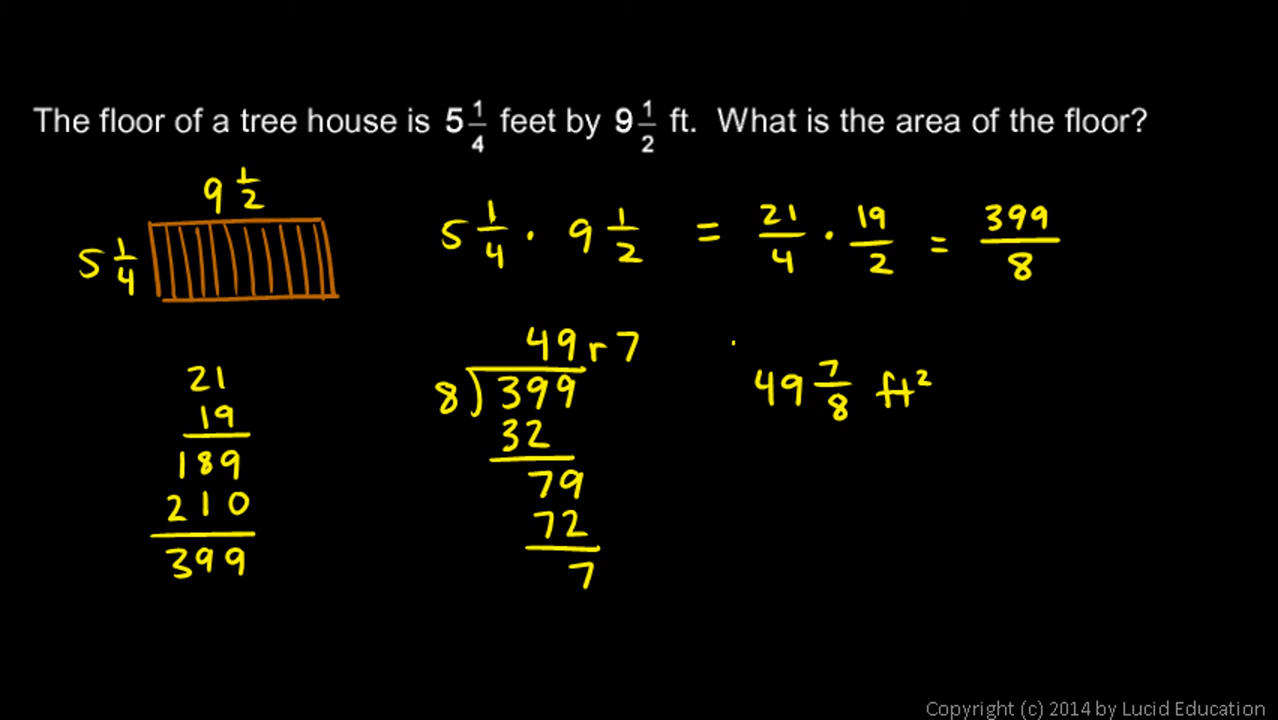 The floor of a tree house is 5 1/4 feet by 9 1/2 ft. What is the area of the floor?
9 1/2
5 1/4
5 1/4 · 9 1/2 = 21/4 · 19/2 = 399/8
21
19
189
210
399
49 r 7
8)399
32
79
72
7
49 7/8 ft²
Copyright (c) 2014 by Lucid Education